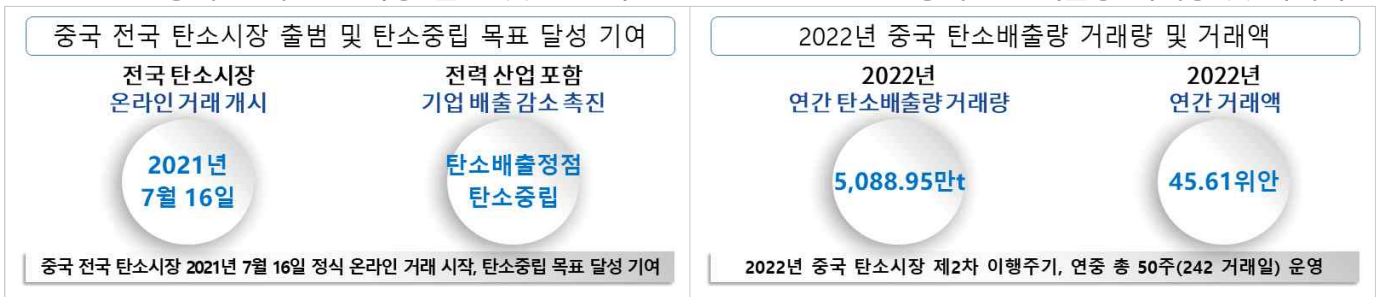 중국 전국 탄소시장 출범 및 탄소중립 목표 달성 기여
전국 탄소시장
온라인 거래 개시
전력 산업 포함
기업 배출 감소 촉진
2021년
7월 16일
탄소배출정점
탄소중립
중국 전국 탄소시장 2021년 7월 16일 정식 온라인 거래 시작, 탄소중립 목표 달성 기여
2022년 중국 탄소배출량 거래량 및 거래액
2022년
연간 탄소배출량 거래량
2022년
연간 거래액
5,088.95만t
45.61위안
2022년 중국 탄소시장 제2차 이행주기, 연중 총 50주(242 거래일) 운영